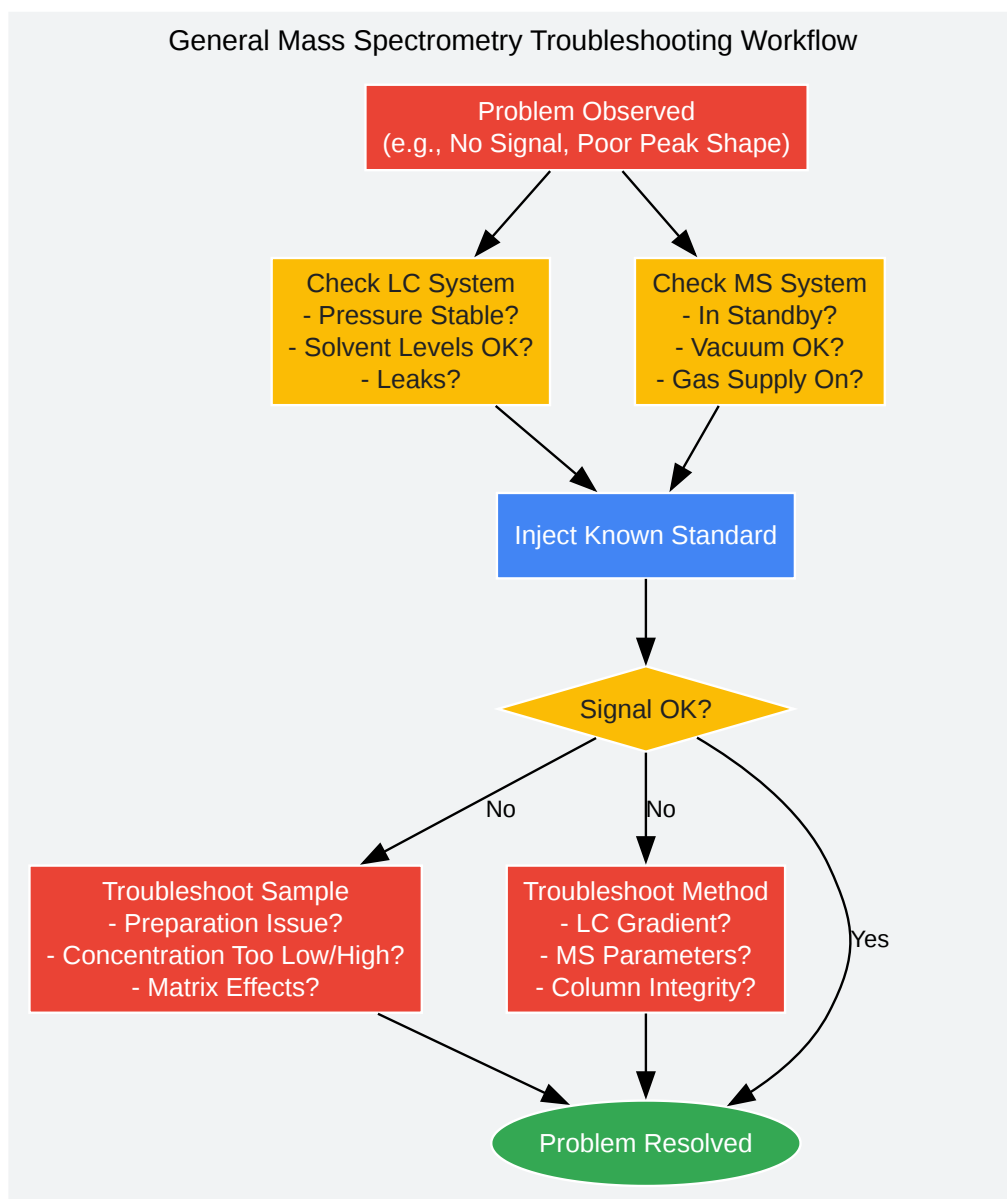 General Mass Spectrometry Troubleshooting Workflow
Problem Observed
(e.g., No Signal, Poor Peak Shape)
Check LC System
- Pressure Stable?
- Solvent Levels OK?
- Leaks?
Check MS System
- In Standby?
- Vacuum OK?
- Gas Supply On?
Inject Known Standard
Signal OK?
No
No
Yes
Troubleshoot Sample
- Preparation Issue?
- Concentration Too Low/High?
- Matrix Effects?
Troubleshoot Method
- LC Gradient?
- MS Parameters?
- Column Integrity?
Problem Resolved